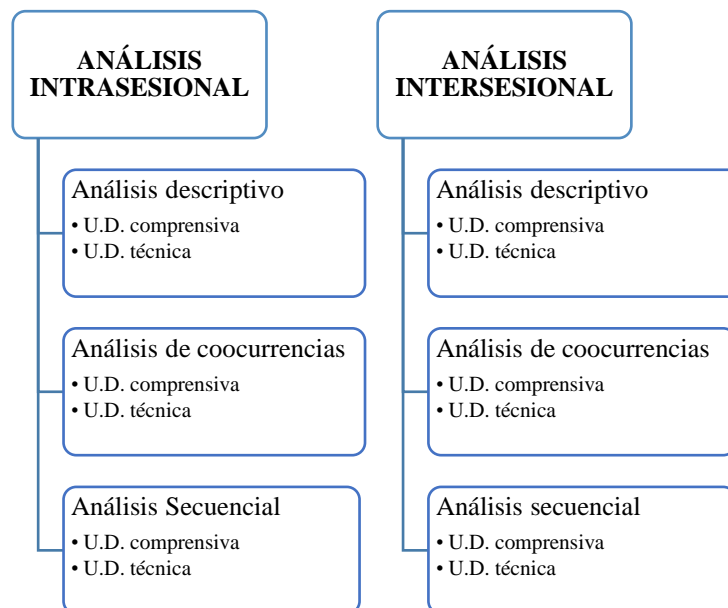 ANÁLISIS
INTRASESIONAL
Análisis descriptivo
• U.D. comprensiva
• U.D. técnica
Análisis de coocurrencias
• U.D. comprensiva
• U.D. técnica
Análisis Secuencial
• U.D. comprensiva
• U.D. técnica
ANÁLISIS
INTERSESIONAL
Análisis descriptivo
• U.D. comprensiva
• U.D. técnica
Análisis de coocurrencias
• U.D. comprensiva
• U.D. técnica
Análisis secuencial
• U.D. comprensiva
• U.D. técnica